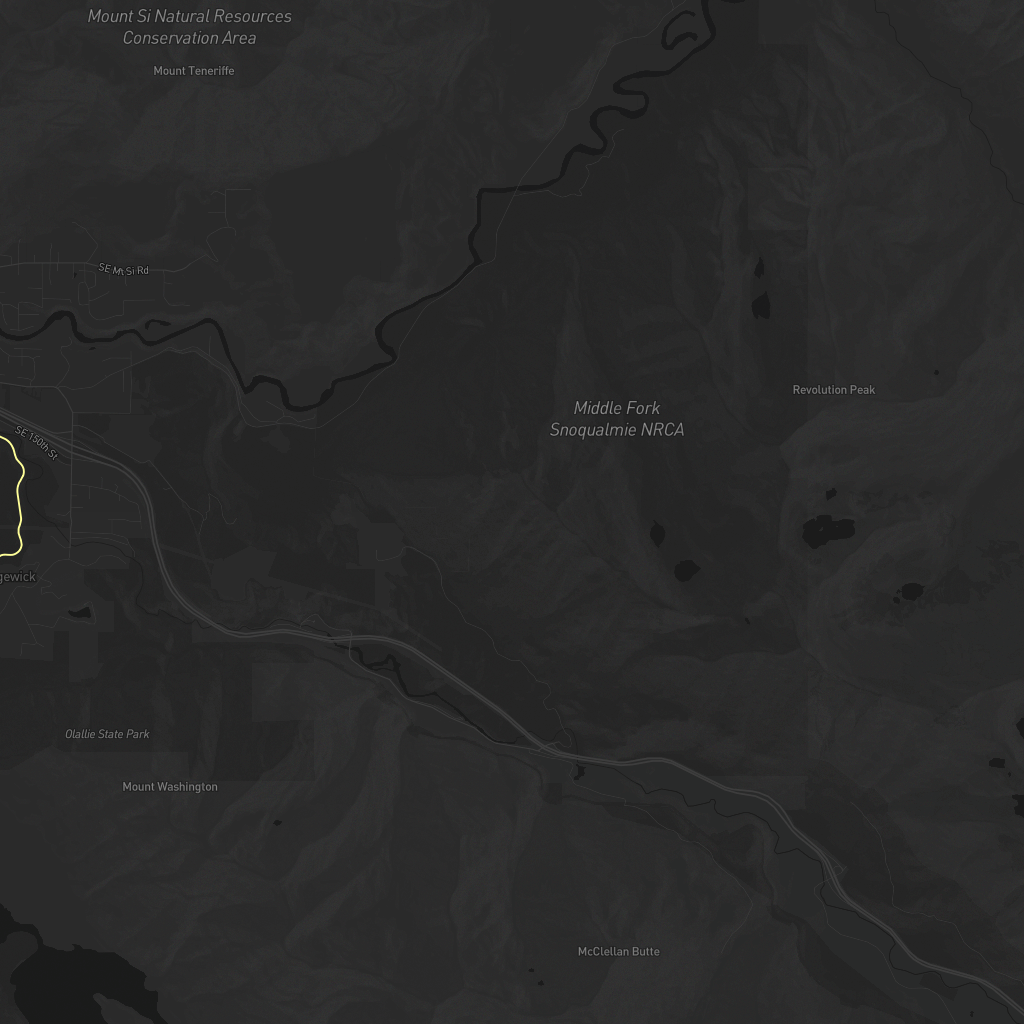 Mount Si Natural Resources
Conservation Area
Mount Teneriffe
SE Mt Si Rd
Revolution Peak
Middle Fork
Snoqualmie NRCA
SE 150th St
gewick
Olallie State Park
Mount Washington
McClellan Butte